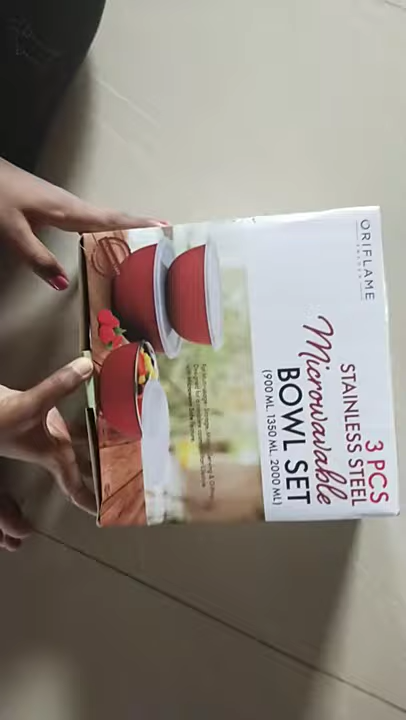 ORIFLAME
SWEDEN
3 PCS
STAINLESS STEEL
Microwavable
BOWL SET
(900 ML, 1350 ML, 2000 ML)